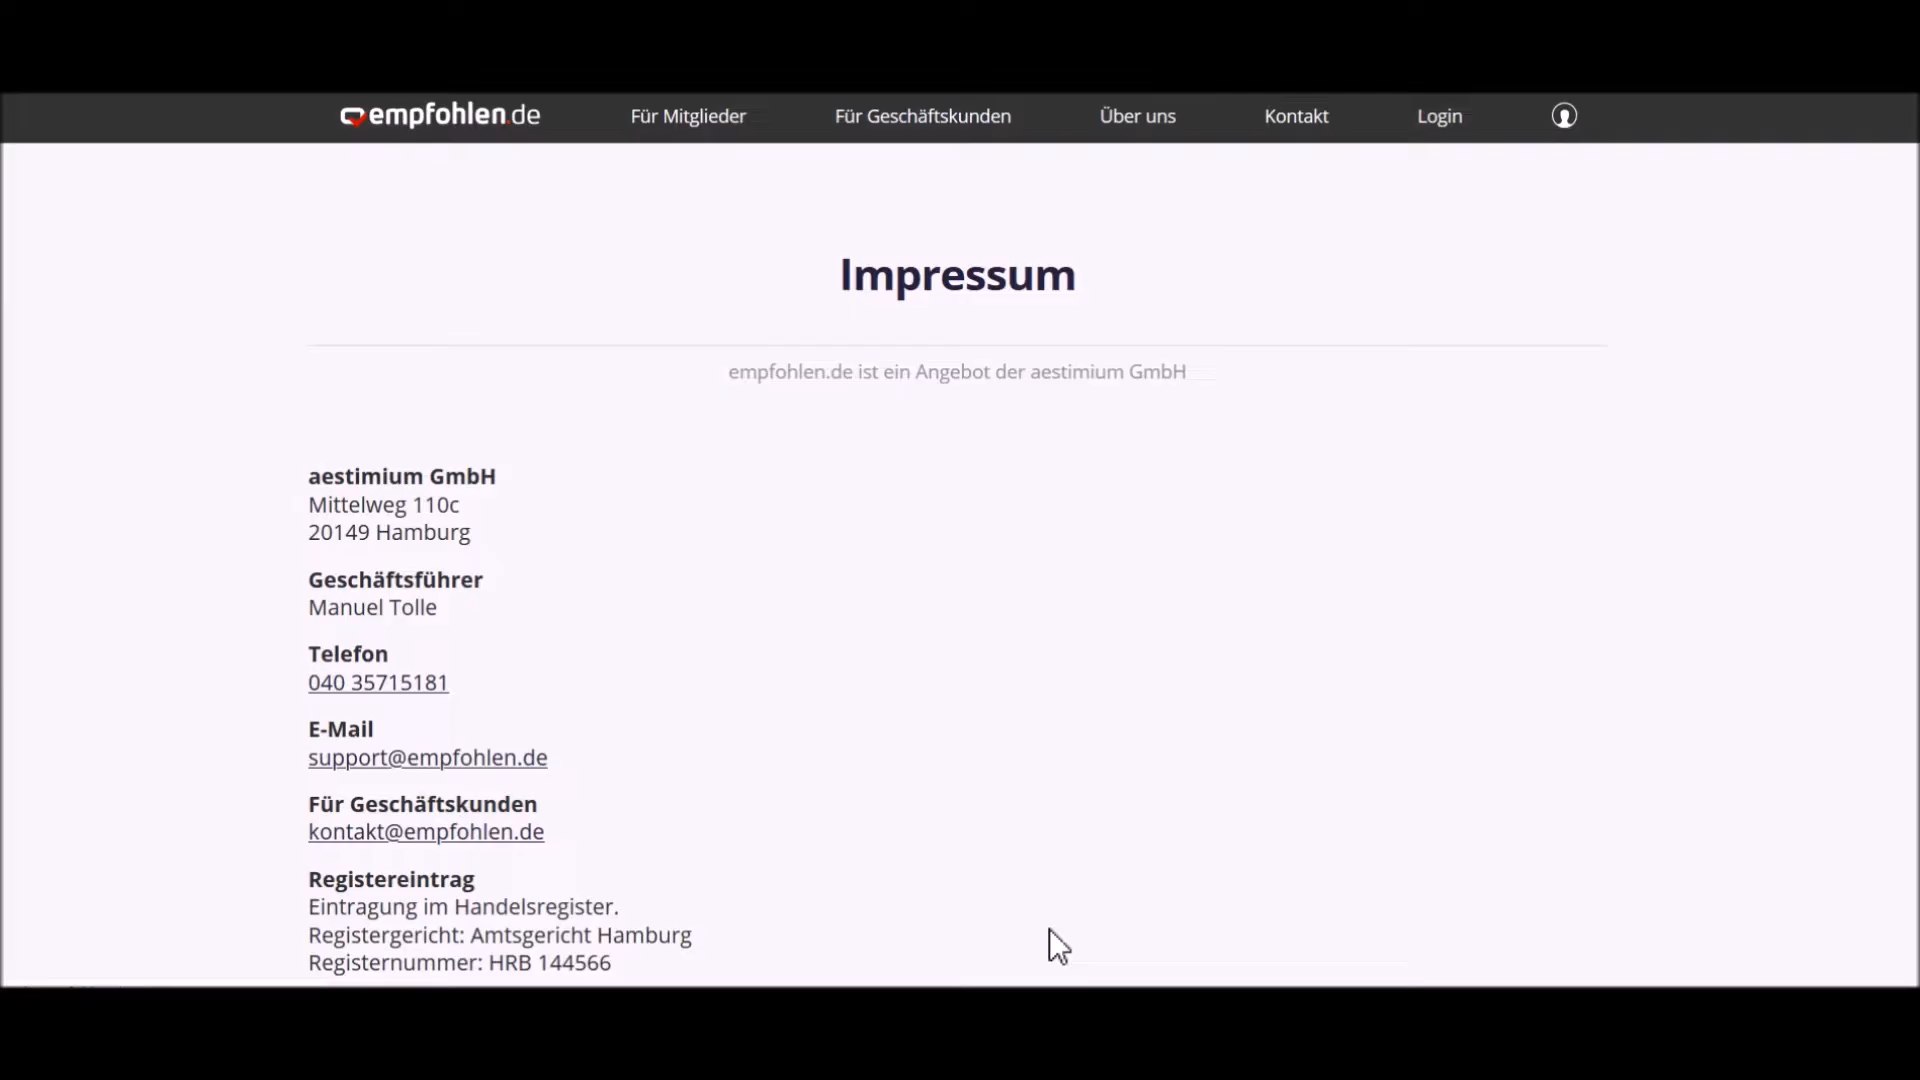 empfohlen.de
Für Mitglieder
Für Geschäftskunden
Über uns
Kontakt
Login
Impressum
empfohlen.de ist ein Angebot der aestimium GmbH
aestimium GmbH
Mittelweg 110c
20149 Hamburg
Geschäftsführer
Manuel Tolle
Telefon
040 35715181
E-Mail
support@empfohlen.de
Für Geschäftskunden
kontakt@empfohlen.de
Registereintrag
Eintragung im Handelsregister.
Registergericht: Amtsgericht Hamburg
Registernummer: HRB 144566